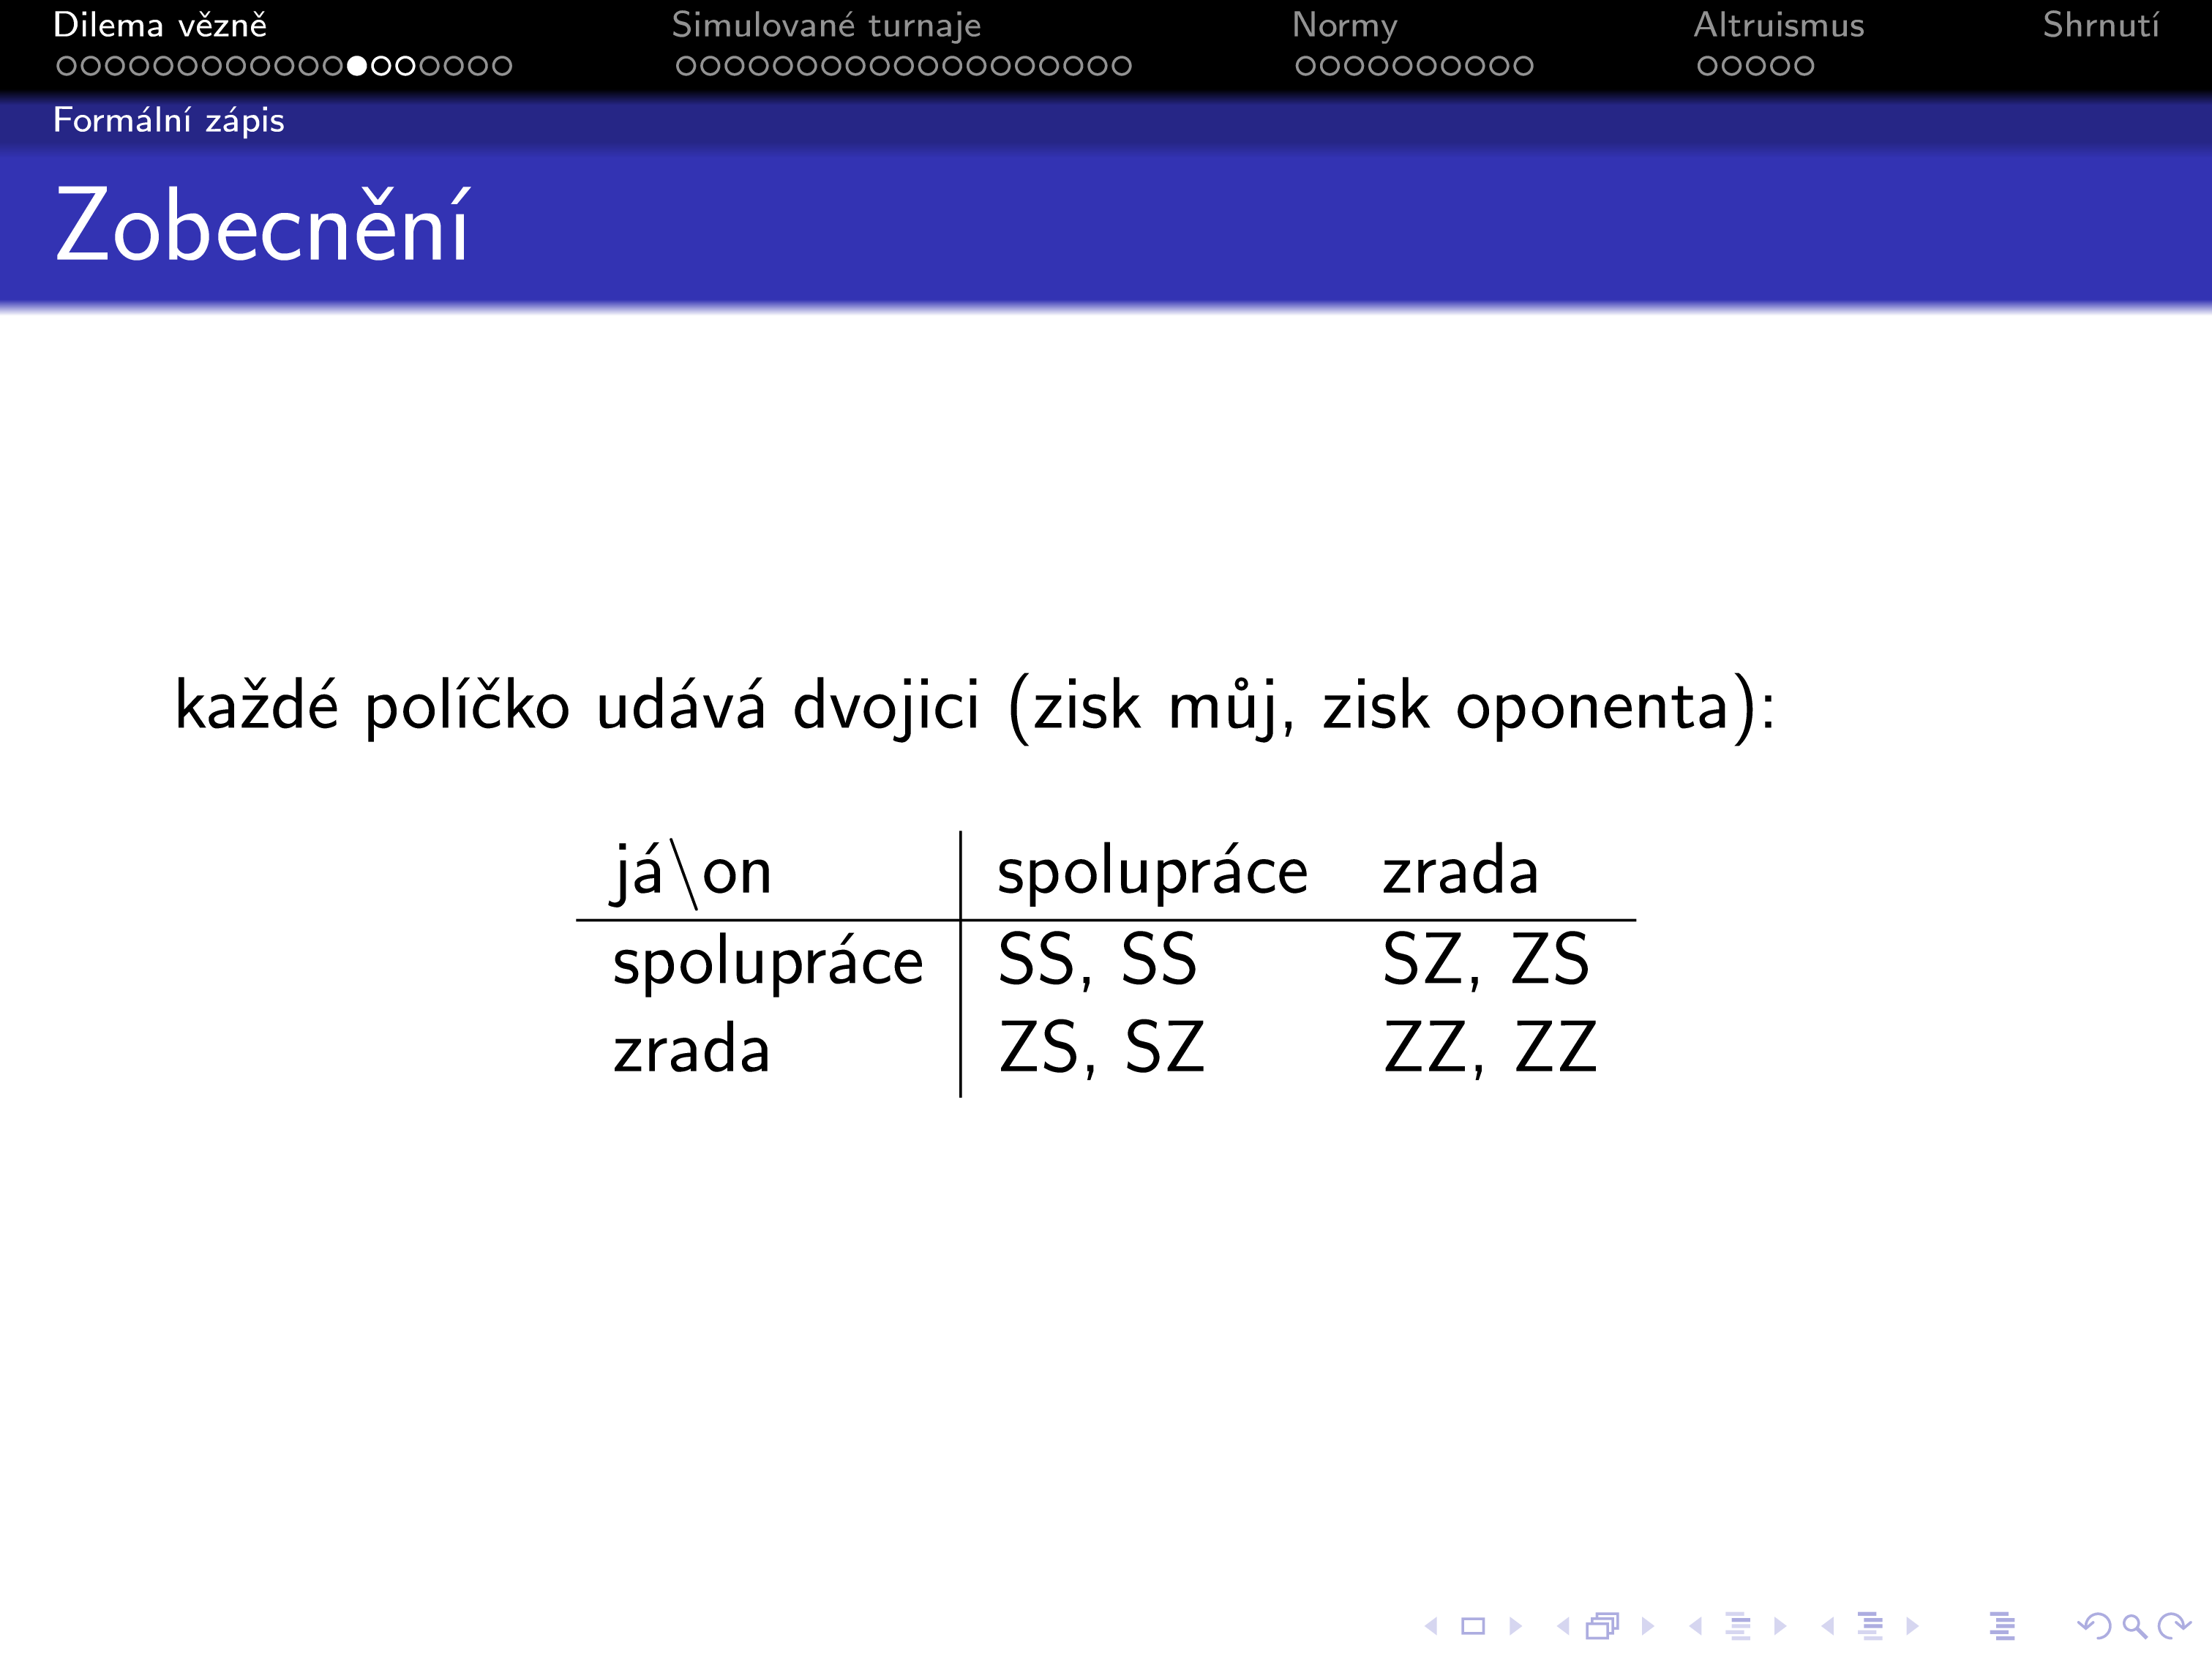 Dilema vězně Simulované turnaje Normy Altruismus Shrnutí
Formální zápis
Zobecnění
každé políčko udává dvojici (zisk můj, zisk oponenta):
já\on spolupráce zrada
spolupráce SS, SS SZ, ZS
zrada ZS, SZ ZZ, ZZ